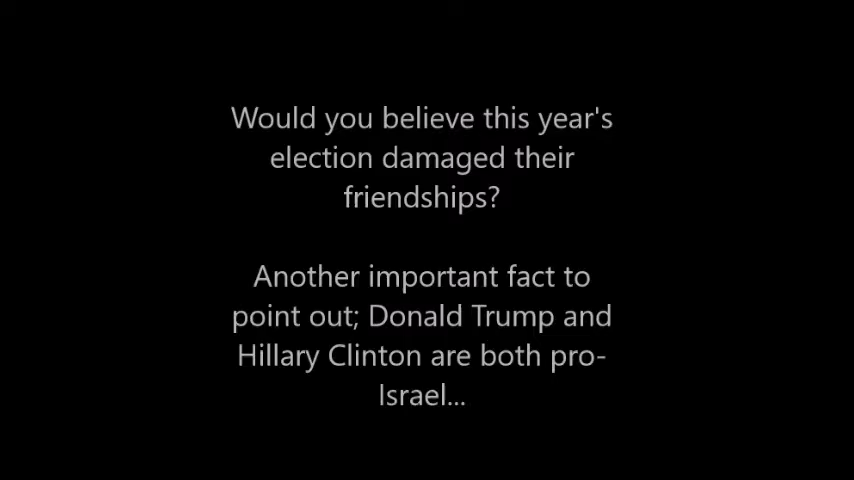 Would you believe this year's
election damaged their
friendships?
Another important fact to
point out; Donald Trump and
Hillary Clinton are both pro-
Israel...